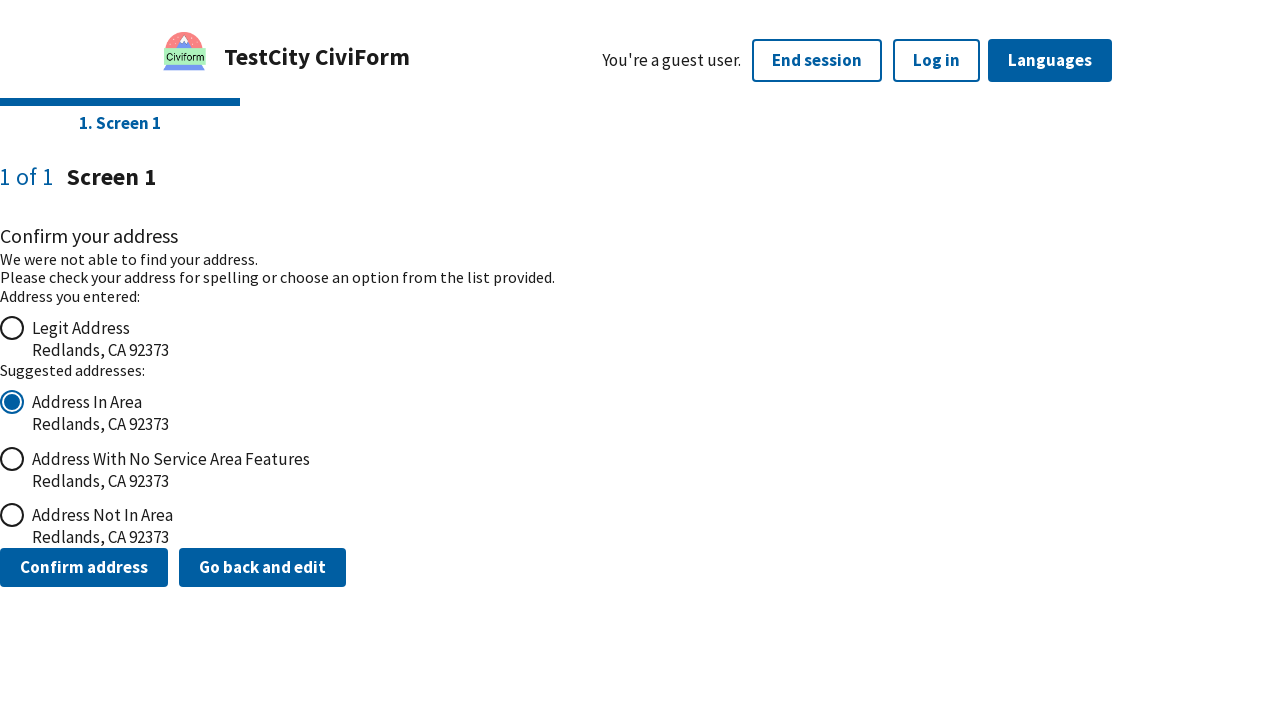 Civiform
TestCity CiviForm
You're a guest user.
End session
Log in
Languages
1. Screen 1
1 of 1 Screen 1
Confirm your address
We were not able to find your address.
Please check your address for spelling or choose an option from the list provided.
Address you entered:
Legit Address
Redlands, CA 92373
Suggested addresses:
Address In Area
Redlands, CA 92373
Address With No Service Area Features
Redlands, CA 92373
Address Not In Area
Redlands, CA 92373
Confirm address
Go back and edit